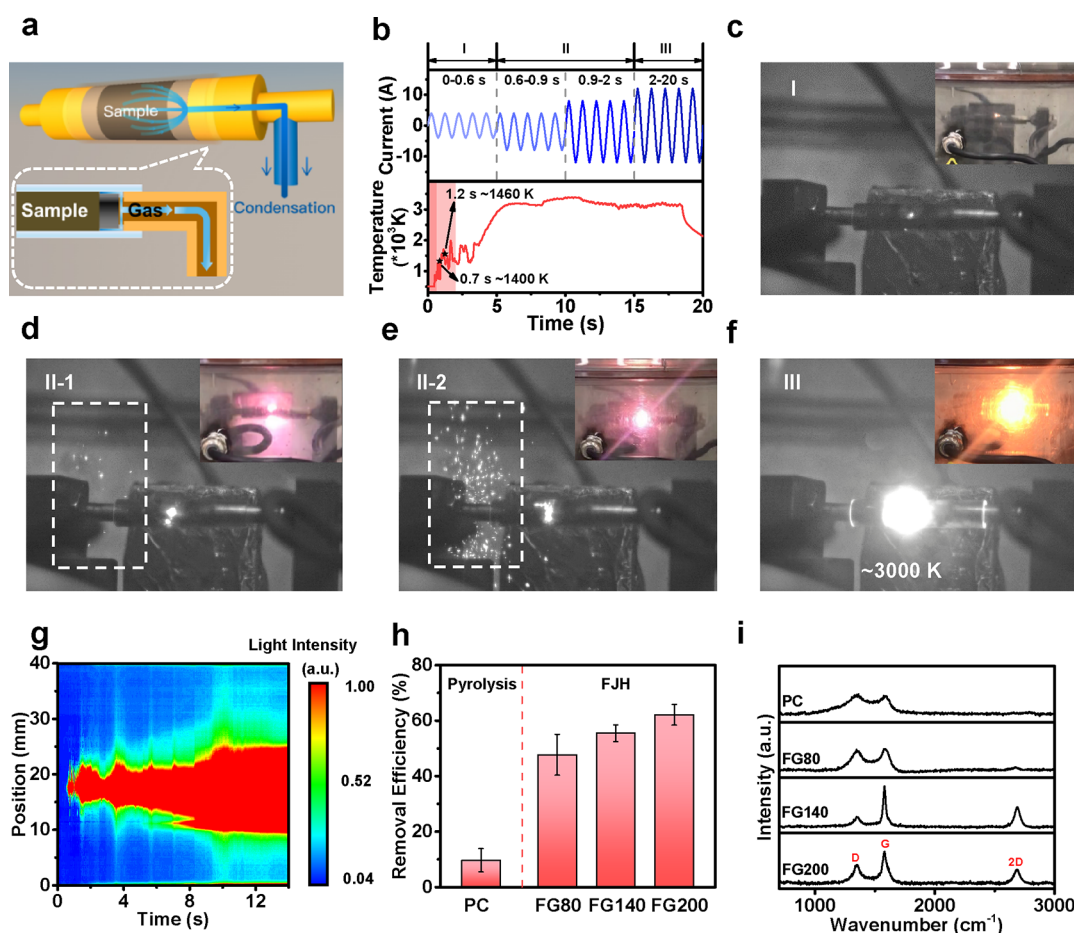 a
Sample
Condensation
Sample
Gas
b
I
II
III
0-0.6 s
0.6-0.9 s
0.9-2 s
2-20 s
Current (A)
10
0
-10
Temperature
(*10³K)
3
2
1
1.2 s ~1460 K
0.7 s ~1400 K
0
5
10
15
20
Time (s)
c
I
d
II-1
e
II-2
f
III
~3000 K
g
Light Intensity
(a.u.)
1.00
0.52
0.04
Position (mm)
40
30
20
10
0
0
4
8
12
Time (s)
h
Removal Efficiency (%)
80
60
40
20
0
Pyrolysis
FJH
PC
FG80
FG140
FG200
i
Intensity (a.u.)
PC
FG80
FG140
FG200
D
G
2D
1000
2000
3000
Wavenumber (cm⁻¹)